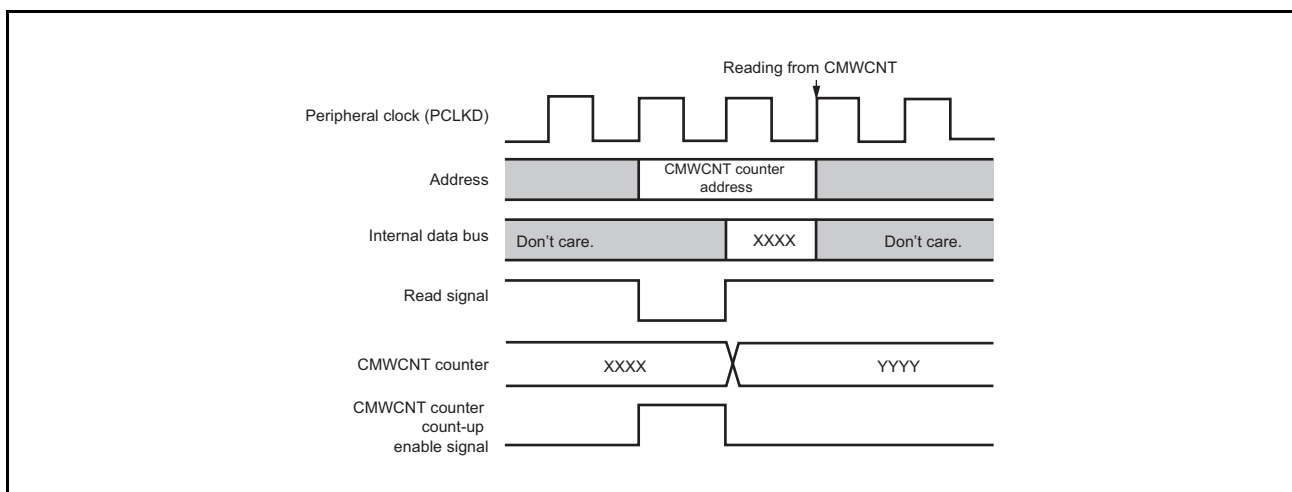 Reading from CMWCNT
Peripheral clock (PCLKD)
Address
CMWCNT counter
address
Internal data bus
Don't care.
XXXX
Don't care.
Read signal
CMWCNT counter
XXXX
YYYY
CMWCNT counter
count-up
enable signal